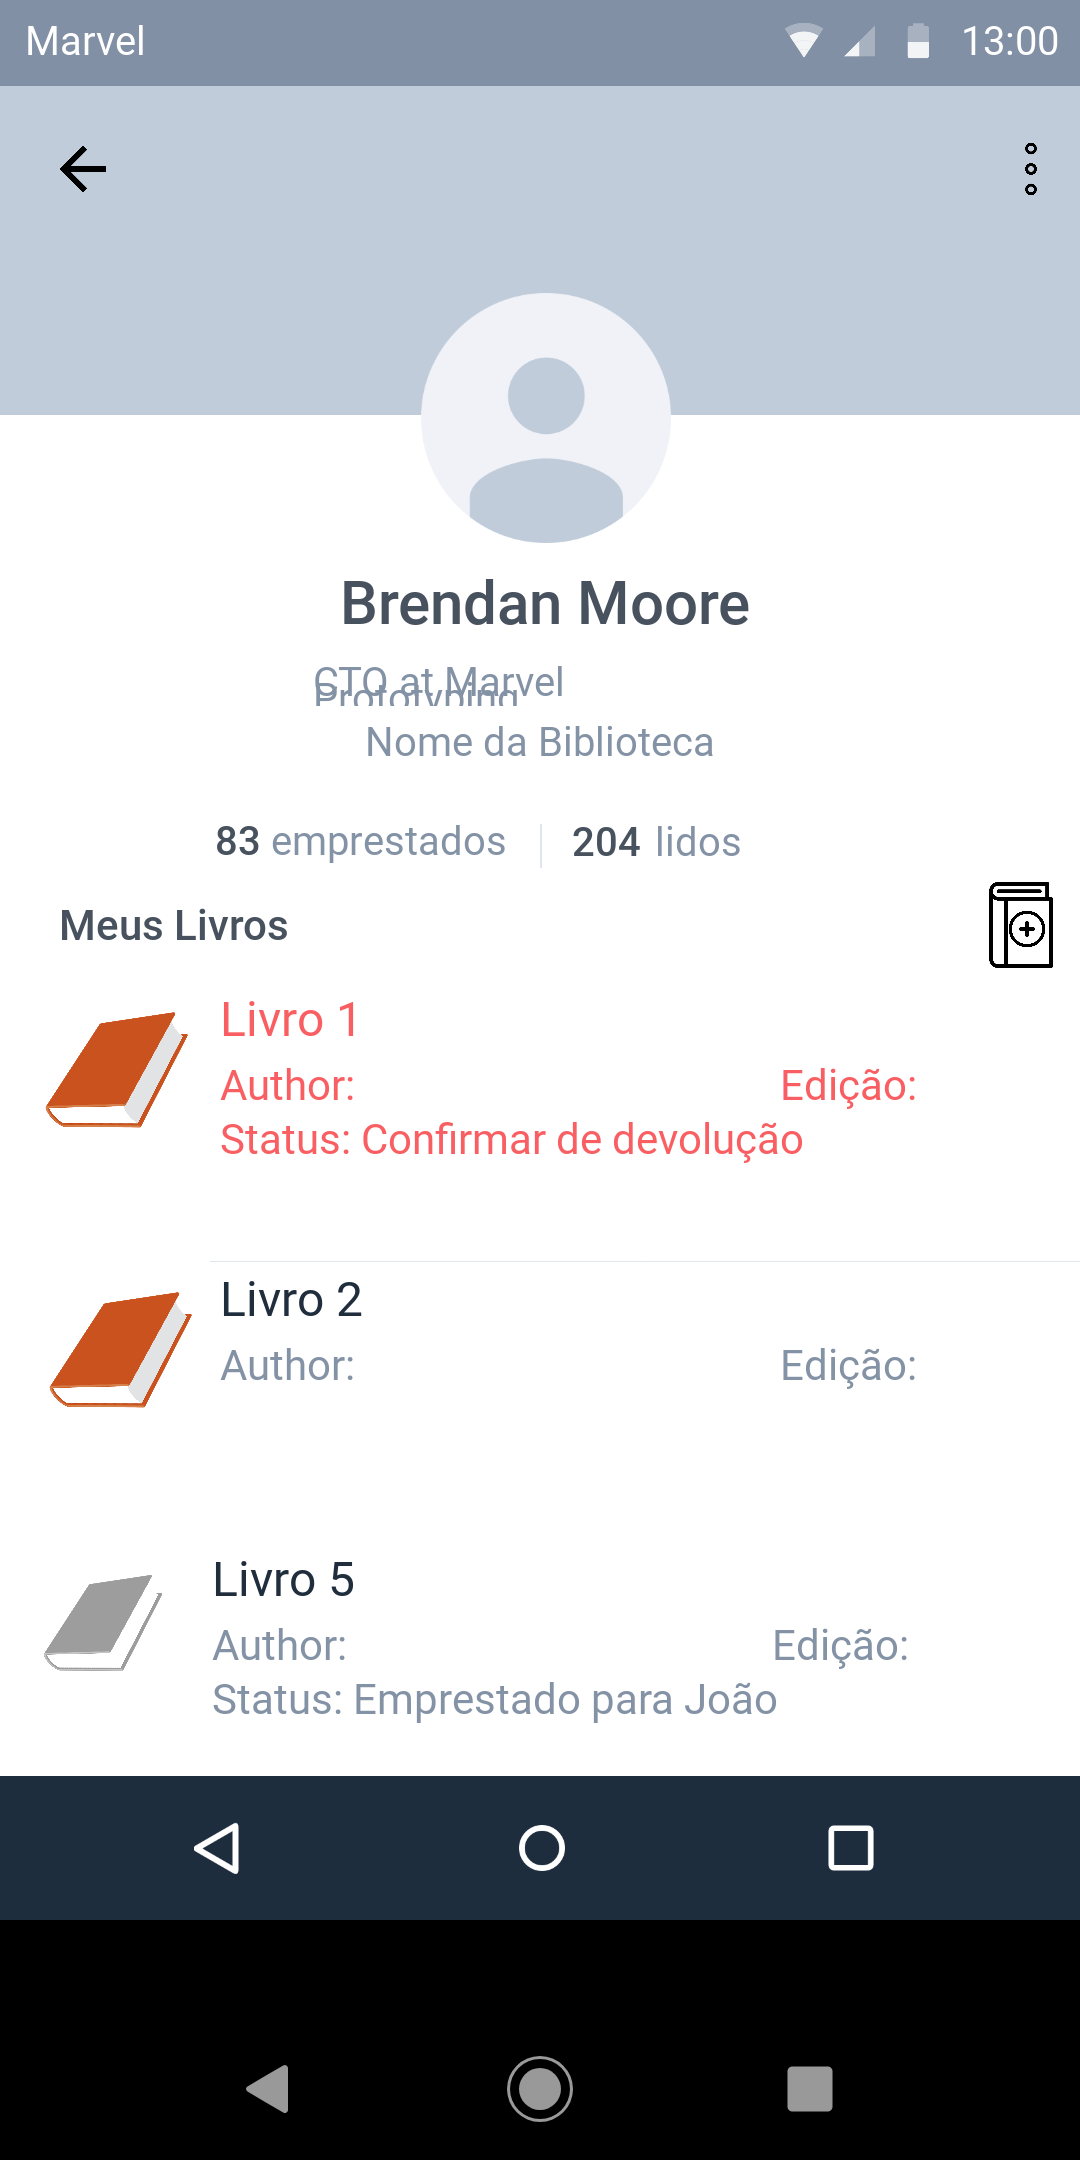 Marvel 13:00
Brendan Moore
CTO at Marvel
Prototyping
Nome da Biblioteca
83 emprestados 204 lidos
Meus Livros
Livro 1
Author: Edição:
Status: Confirmar de devolução
Livro 2
Author: Edição:
Livro 5
Author: Edição:
Status: Emprestado para João